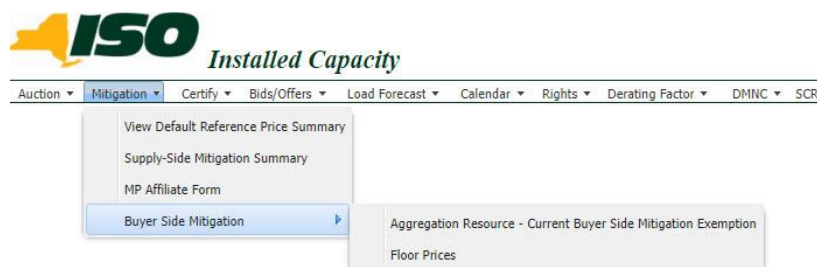 ISO Installed Capacity
Auction Mitigation Certify Bids/Offers Load Forecast Calendar Rights Derating Factor DMNC SCR
View Default Reference Price Summary
Supply-Side Mitigation Summary
MP Affiliate Form
Buyer Side Mitigation
Aggregation Resource - Current Buyer Side Mitigation Exemption
Floor Prices